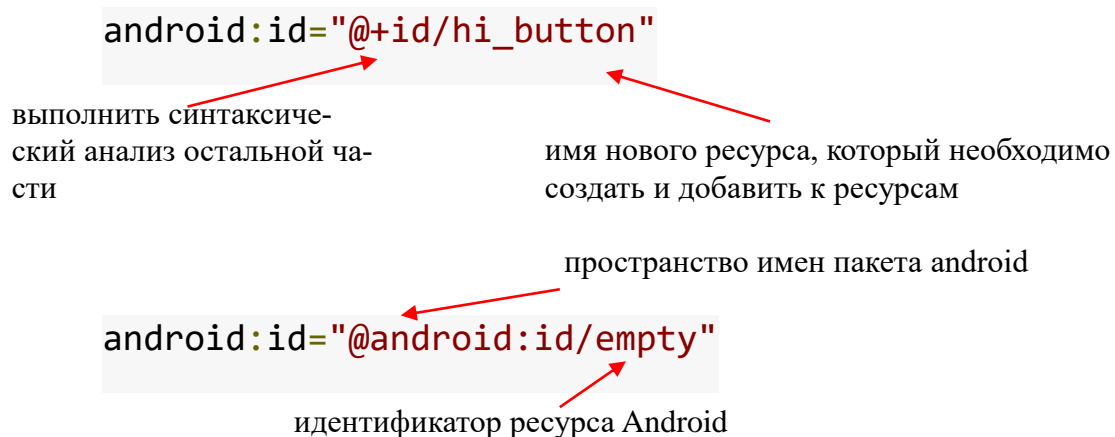 android:id="@+id/hi_button"
выполнить синтаксиче-
ский анализ остальной ча-
сти
имя нового ресурса, который необходимо
создать и добавить к ресурсам
пространство имен пакета android
android:id="@android:id/empty"
идентификатор ресурса Android